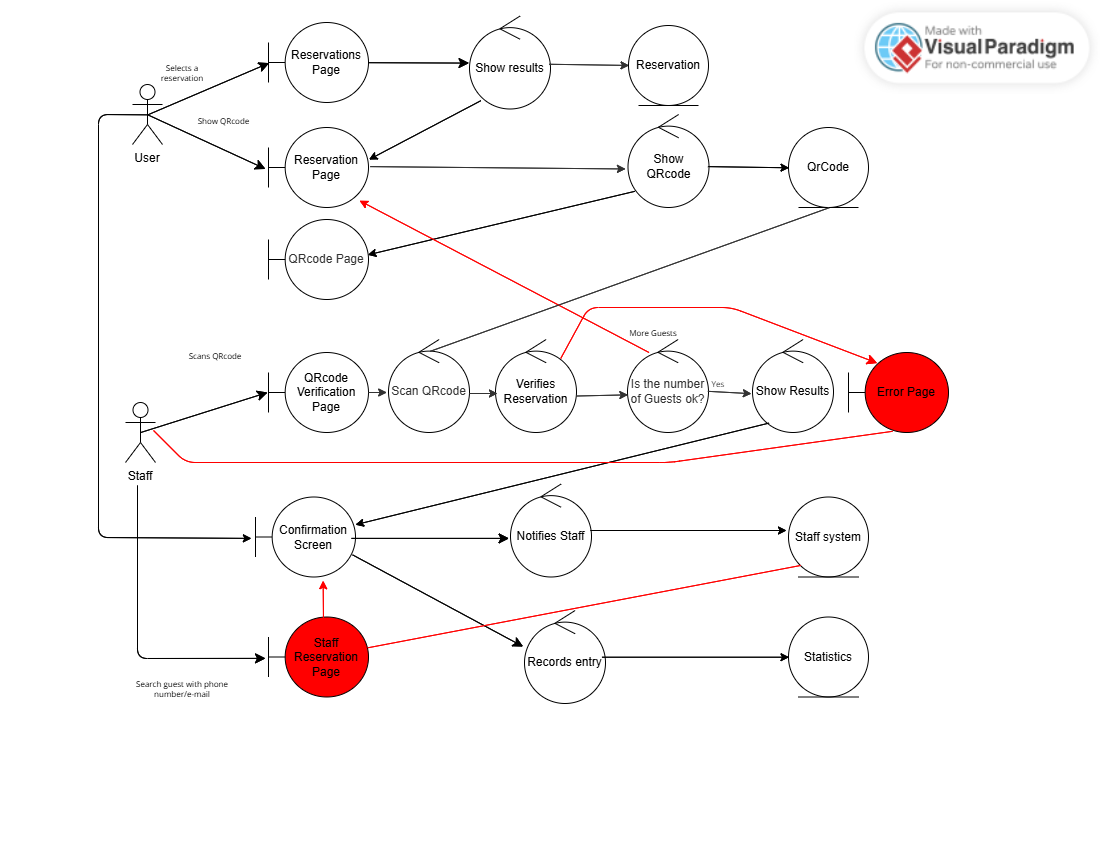 Made with
Visual Paradigm
For non-commercial use
Reservations
Page
Show results
Reservation
Selects a
reservation
Show QRcode
User
Reservation
Page
Show
QRcode
QrCode
QRcode Page
More Guests
Scans QRcode
QRcode
Verification
Page
Scan QRcode
Verifies
Reservation
Is the number
of Guests ok?
Yes
Show Results
Error Page
Staff
Confirmation
Screen
Notifies Staff
Staff system
Staff
Reservation
Page
Records entry
Statistics
Search guest with phone
number/e-mail